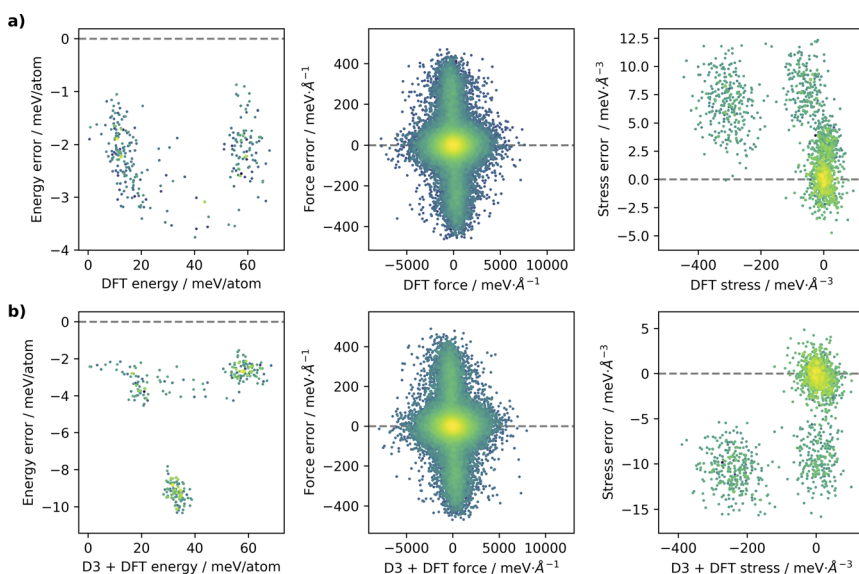 a)
Energy error / meV/atom
0
−1
−2
−3
−4
0 20 40 60
DFT energy / meV/atom
Force error / meV·Å⁻¹
400
200
0
−200
−400
−5000 0 5000 10000
DFT force / meV·Å⁻¹
Stress error / meV·Å⁻³
12.5
10.0
7.5
5.0
2.5
0.0
−2.5
−5.0
−400 −200 0
DFT stress / meV·Å⁻³
b)
Energy error / meV/atom
0
−2
−4
−6
−8
−10
0 20 40 60
D3 + DFT energy / meV/atom
Force error / meV·Å⁻¹
400
200
0
−200
−400
−5000 0 5000 10000
D3 + DFT force / meV·Å⁻¹
Stress error / meV·Å⁻³
5
0
−5
−10
−15
−400 −200 0
D3 + DFT stress / meV·Å⁻³